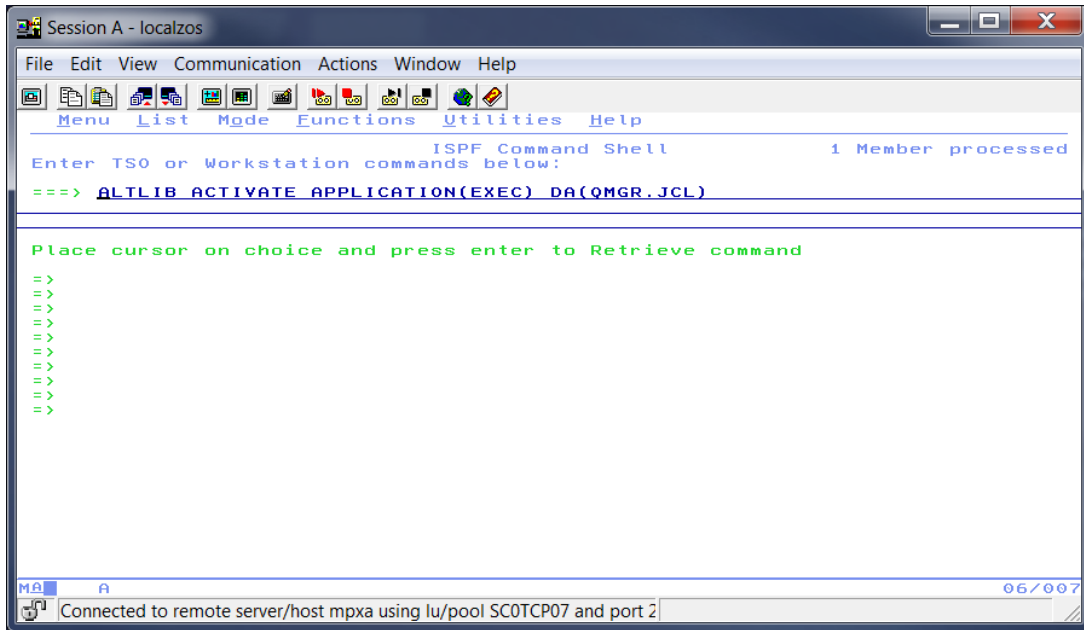 Session A - localzos
File Edit View Communication Actions Window Help
Menu List Mode Functions Utilities Help
ISPF Command Shell 1 Member processed
Enter TSO or Workstation commands below:
===> ALTLIB ACTIVATE APPLICATION(EXEC) DA(QMGR.JCL)
Place cursor on choice and press enter to Retrieve command
=>
=>
=>
=>
=>
=>
=>
=>
=>
=>
MA A 06/007
Connected to remote server/host mpxa using lu/pool SC0TCP07 and port 2